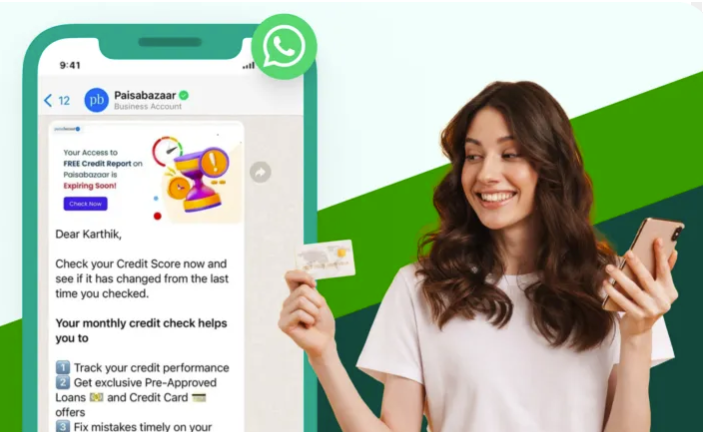 9:41
12
pb
Paisabazaar
Business Account
paisabazaar
Your Access to
FREE Credit Report on
Paisabazaar is
Expiring Soon!
Check Now
Dear Karthik,
Check your Credit Score now and
see if it has changed from the last
time you checked.
Your monthly credit check helps
you to
1 Track your credit performance
2 Get exclusive Pre-Approved
Loans 💵 and Credit Card 💳
offers
3 Fix mistakes timely on your